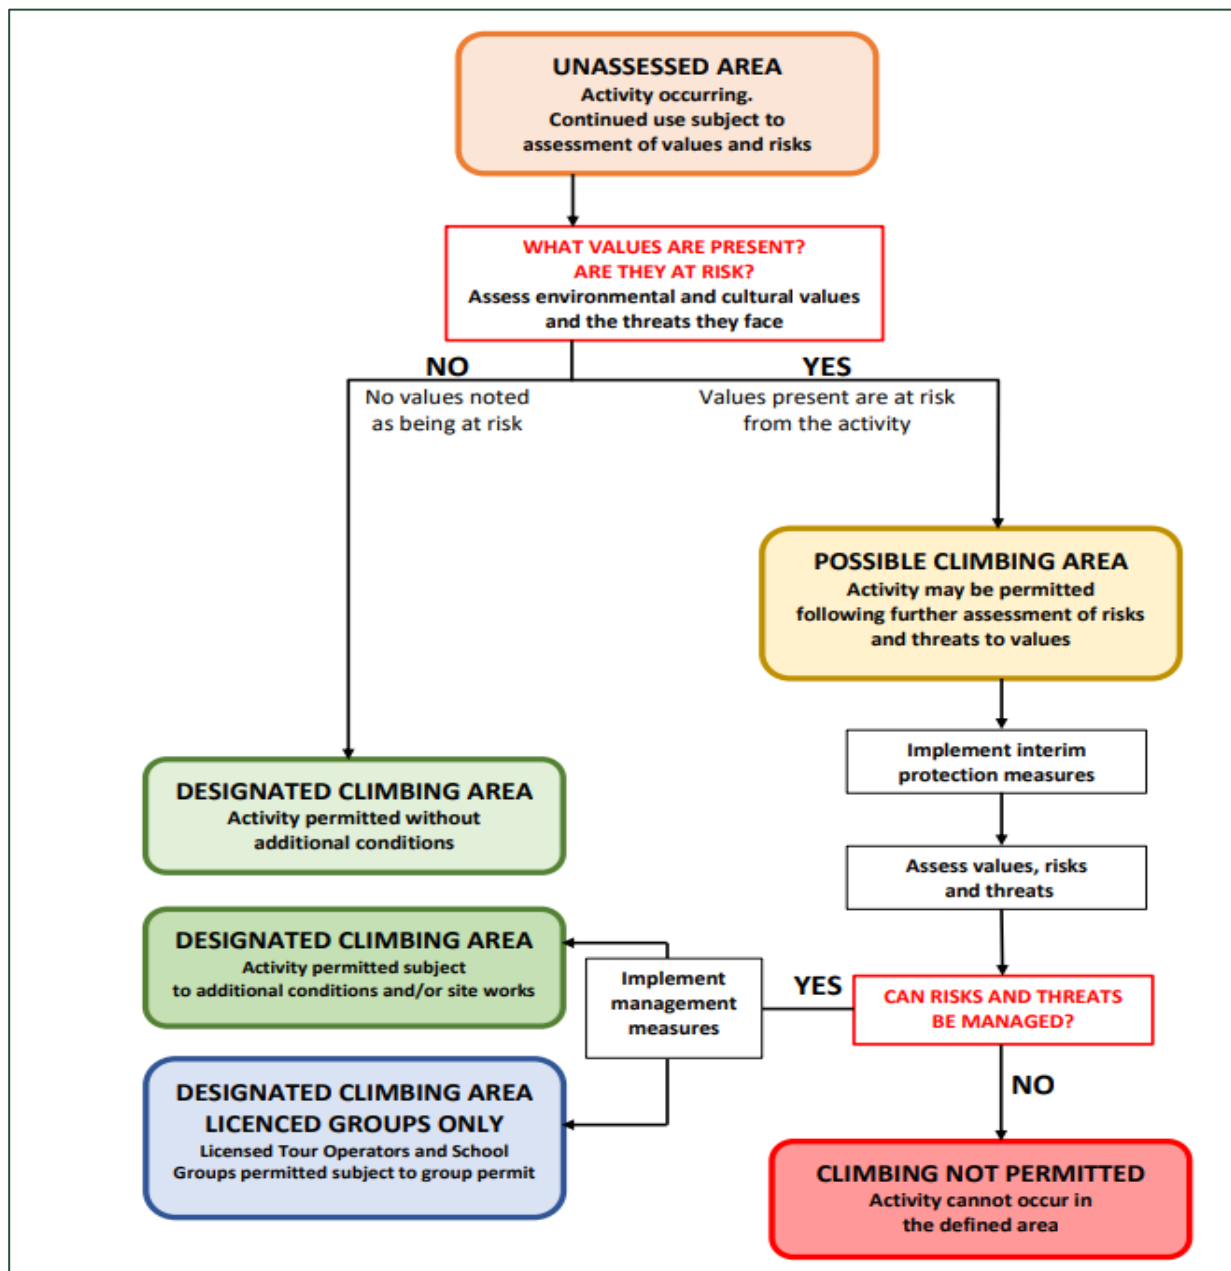 UNASSESSED AREA
Activity occurring.
Continued use subject to
assessment of values and risks
WHAT VALUES ARE PRESENT?
ARE THEY AT RISK?
Assess environmental and cultural values
and the threats they face
NO
No values noted
as being at risk
YES
Values present are at risk
from the activity
POSSIBLE CLIMBING AREA
Activity may be permitted
following further assessment of risks
and threats to values
Implement interim
protection measures
DESIGNATED CLIMBING AREA
Activity permitted without
additional conditions
Assess values, risks
and threats
DESIGNATED CLIMBING AREA
Activity permitted subject
to additional conditions and/or site works
Implement
management
measures
YES
CAN RISKS AND THREATS
BE MANAGED?
NO
DESIGNATED CLIMBING AREA
LICENCED GROUPS ONLY
Licensed Tour Operators and School
Groups permitted subject to group permit
CLIMBING NOT PERMITTED
Activity cannot occur in
the defined area